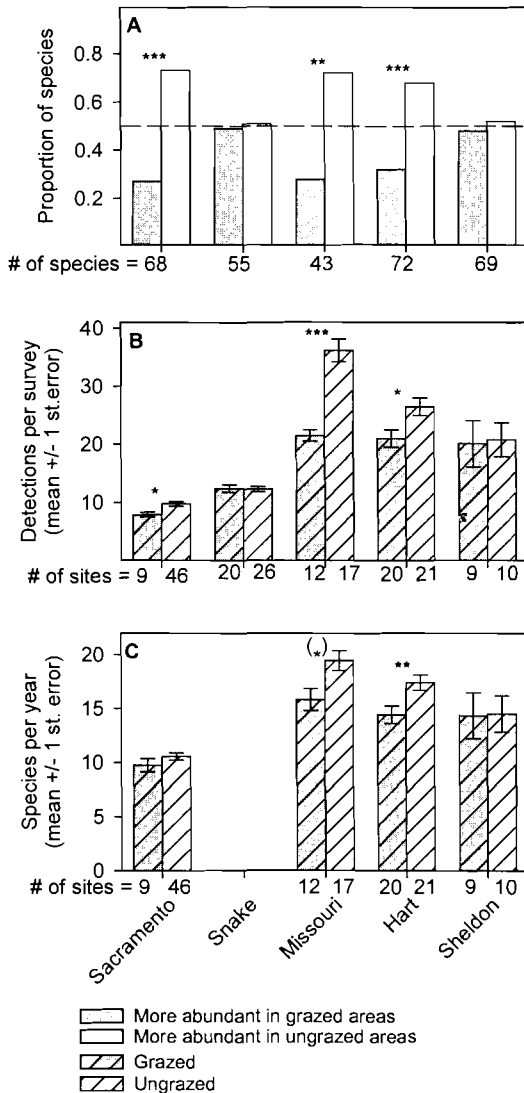 A
Proportion of species
0.8
0.6
0.4
0.2
***
**
***
# of species = 68 55 43 72 69
B
Detections per survey
(mean +/- 1 st.error)
40
30
20
10
*
***
*
# of sites = 9 46 20 26 12 17 20 21 9 10
C
Species per year
(mean +/- 1 st. error)
20
15
10
5
0
(*)
**
# of sites = 9 46 12 17 20 21 9 10
Sacramento
Snake
Missouri
Hart
Sheldon
More abundant in grazed areas
More abundant in ungrazed areas
Grazed
Ungrazed